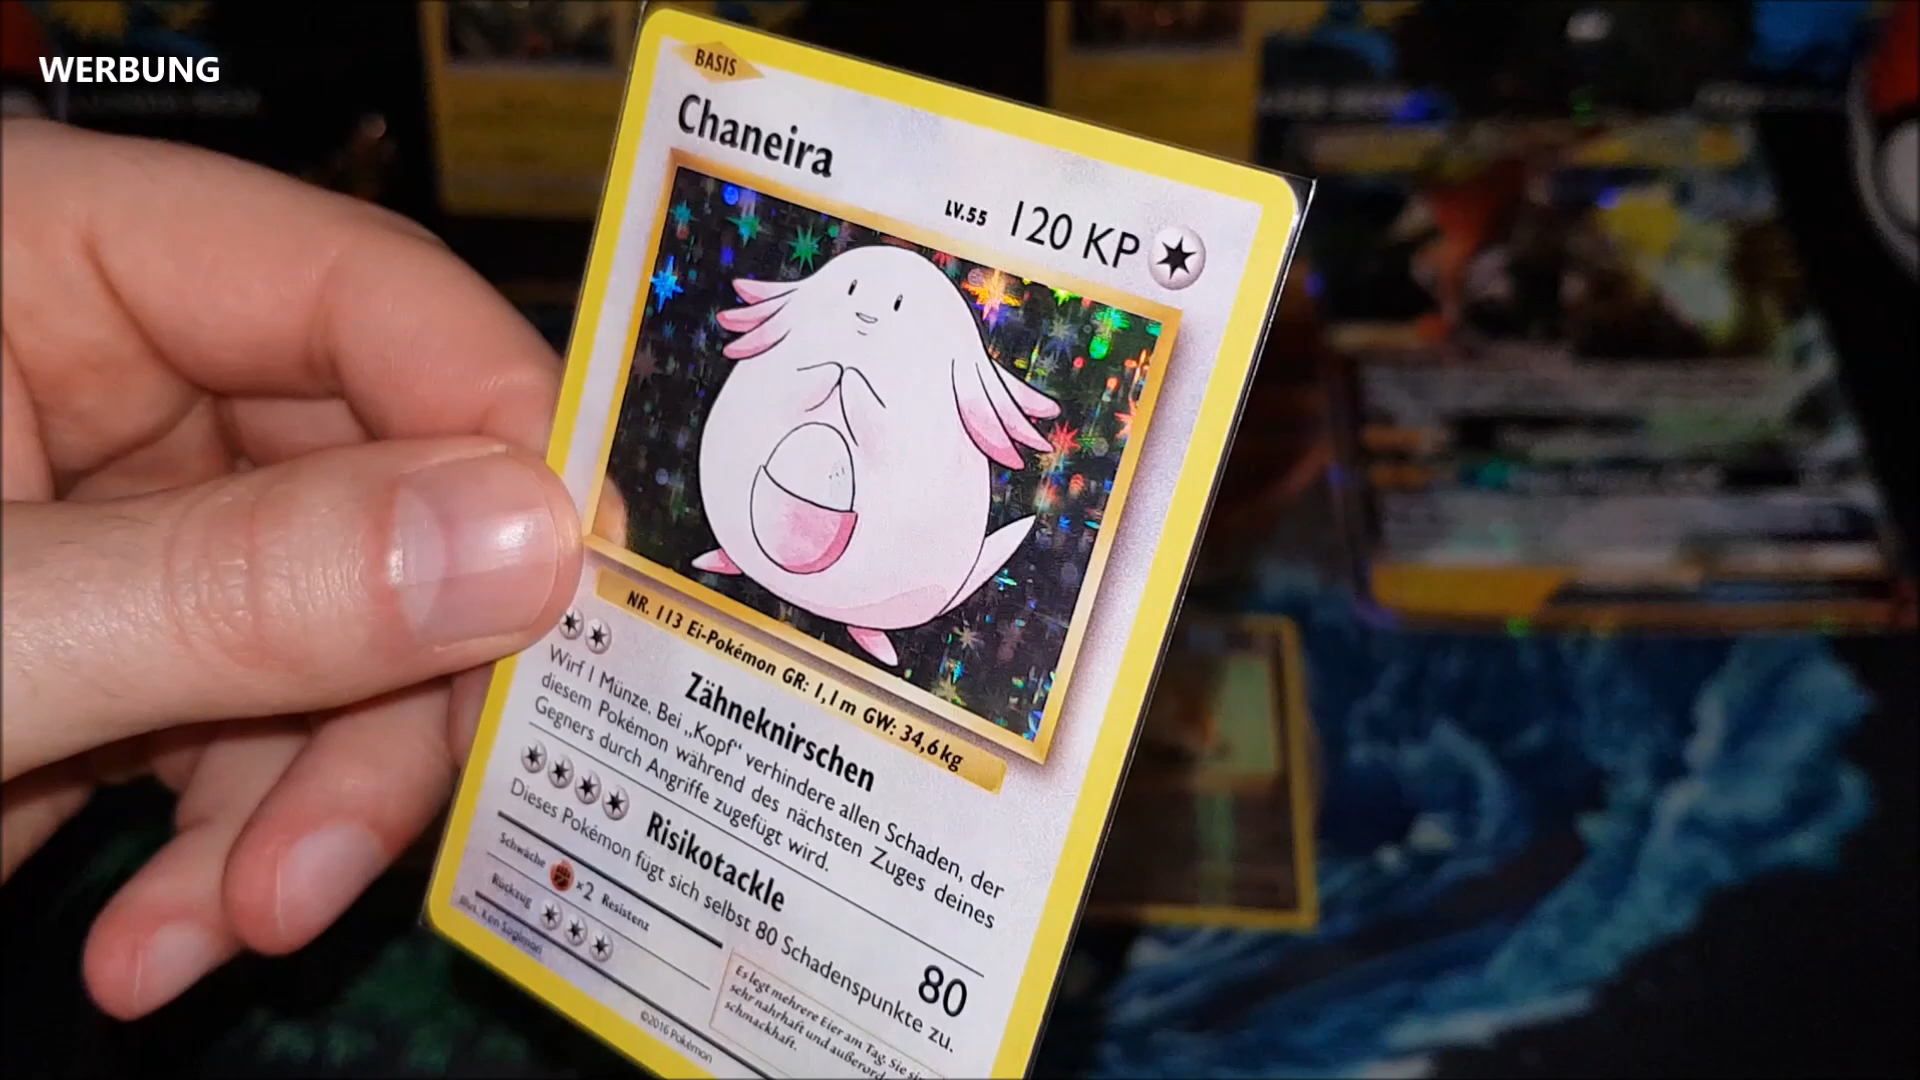 WERBUNG
BASIS
Chaneira
LV.55 120 KP
NR. 113 Ei-Pokémon GR: 1,1 m GW: 34,6 kg
Zähneknirschen
Wirf 1 Münze. Bei „Kopf“ verhindere allen Schaden, der
diesem Pokémon während des nächsten Zuges deines
Gegners durch Angriffe zugefügt wird.
Risikotackle 80
Dieses Pokémon fügt sich selbst 80 Schadenspunkte zu.
Schwäche ×2 Resistenz
Rückzug
Illus. Ken Sugimori
Es legt mehrere Eier am Tag. Sie
sehr nahrhaft und
schmackhaft.
©2016 Pokémon